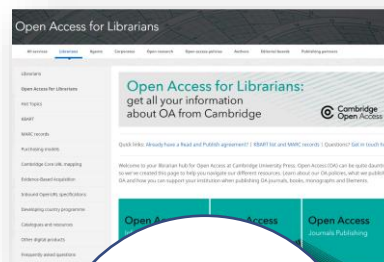 Open Access for Librarians
All services Librarians Agents Corporates Open research Open access policies Authors Editorial boards Publishing partners
Librarians
Open Access for Librarians
Hot Topics
KBART
MARC records
Purchasing models
Cambridge Core URL mapping
Evidence Based Acquisition
Inbound OpenURL specifications
Developing country programme
Catalogues and resources
Other digital products
Frequently asked questions
Open Access for Librarians:
get all your information
about OA from Cambridge
Cambridge
Open Access
Quick links: Already have a Read and Publish agreement? | KBART list and MARC records | Questions? Get in touch
Welcome to your librarian hub for Open Access at Cambridge University Press. Open Access (OA) can be quite
so we've created this page to help you navigate our different resources. Learn about our OA policies, what we
OA and how you can support your institution when publishing OA journals, books, monographs and Elements.
Open Access
Open Access
Journals Publishing